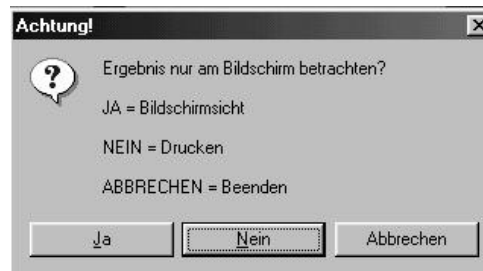 Achtung!
Ergebnis nur am Bildschirm betrachten?
JA = Bildschirmsicht
NEIN = Drucken
ABBRECHEN = Beenden
Ja Nein Abbrechen